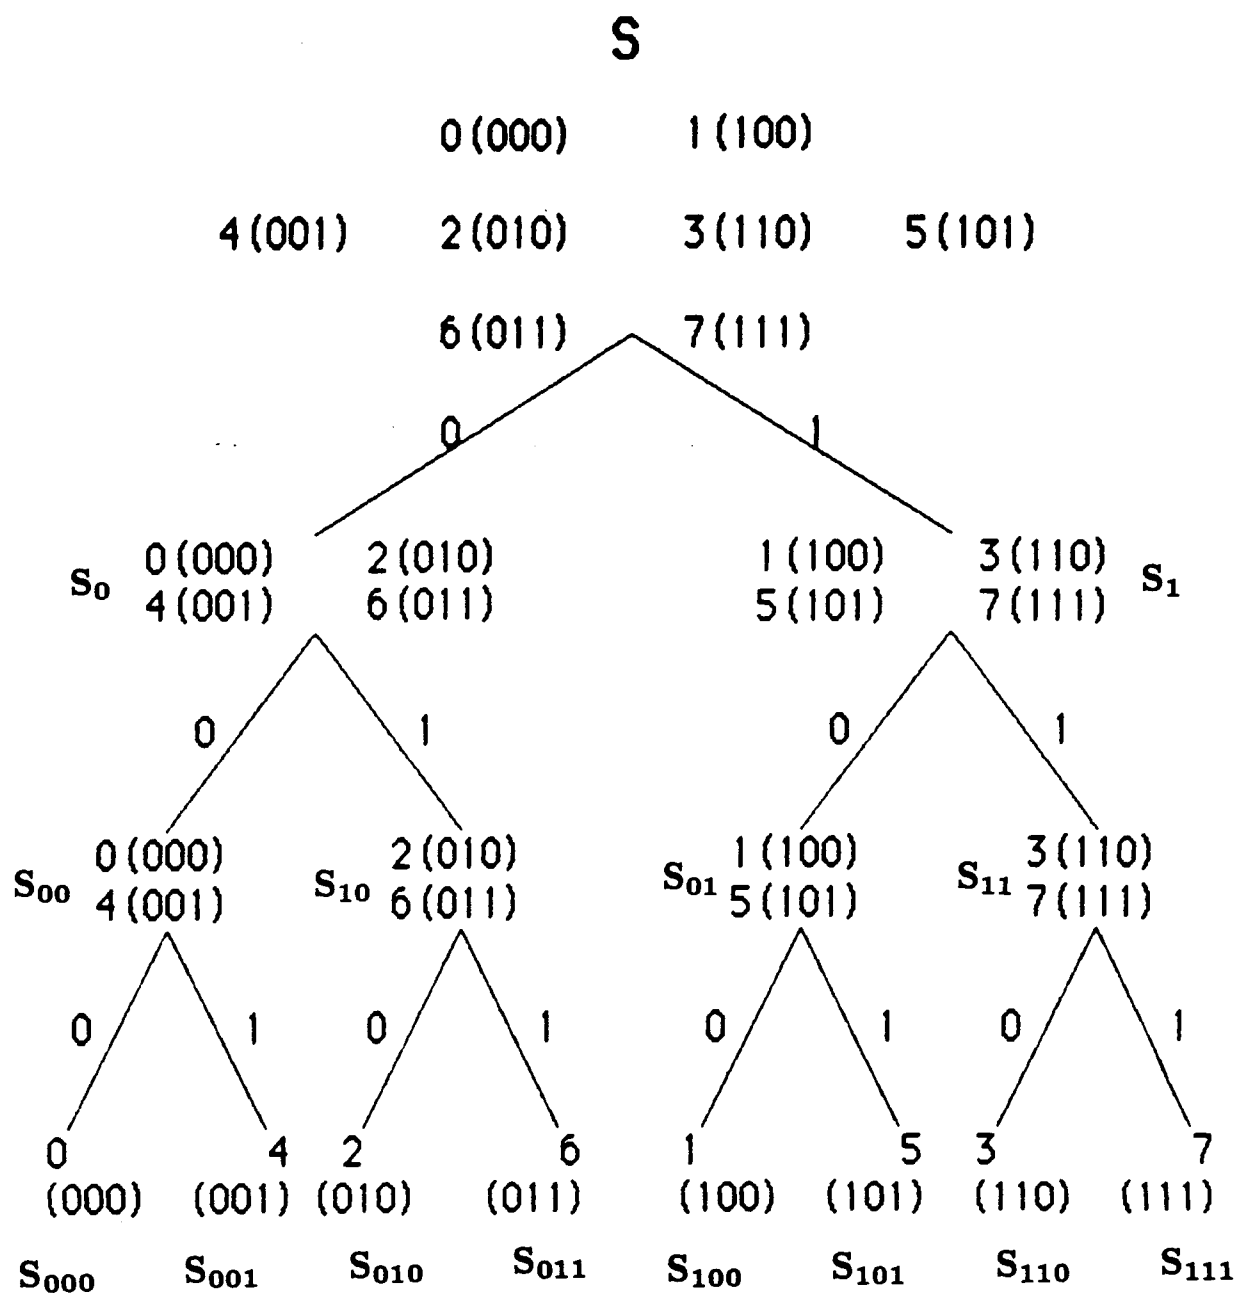 S
0(000) 1(100)
4(001) 2(010) 3(110) 5(101)
6(011) 7(111)
0 1
S0 0(000) 2(010) 1(100) 3(110) S1
4(001) 6(011) 5(101) 7(111)
0 1 0 1
S00 0(000) S10 2(010) S01 1(100) S11 3(110)
4(001) 6(011) 5(101) 7(111)
0 1 0 1 0 1 0 1
0 4 2 6 1 5 3 7
(000) (001) (010) (011) (100) (101) (110) (111)
S000 S001 S010 S011 S100 S101 S110 S111